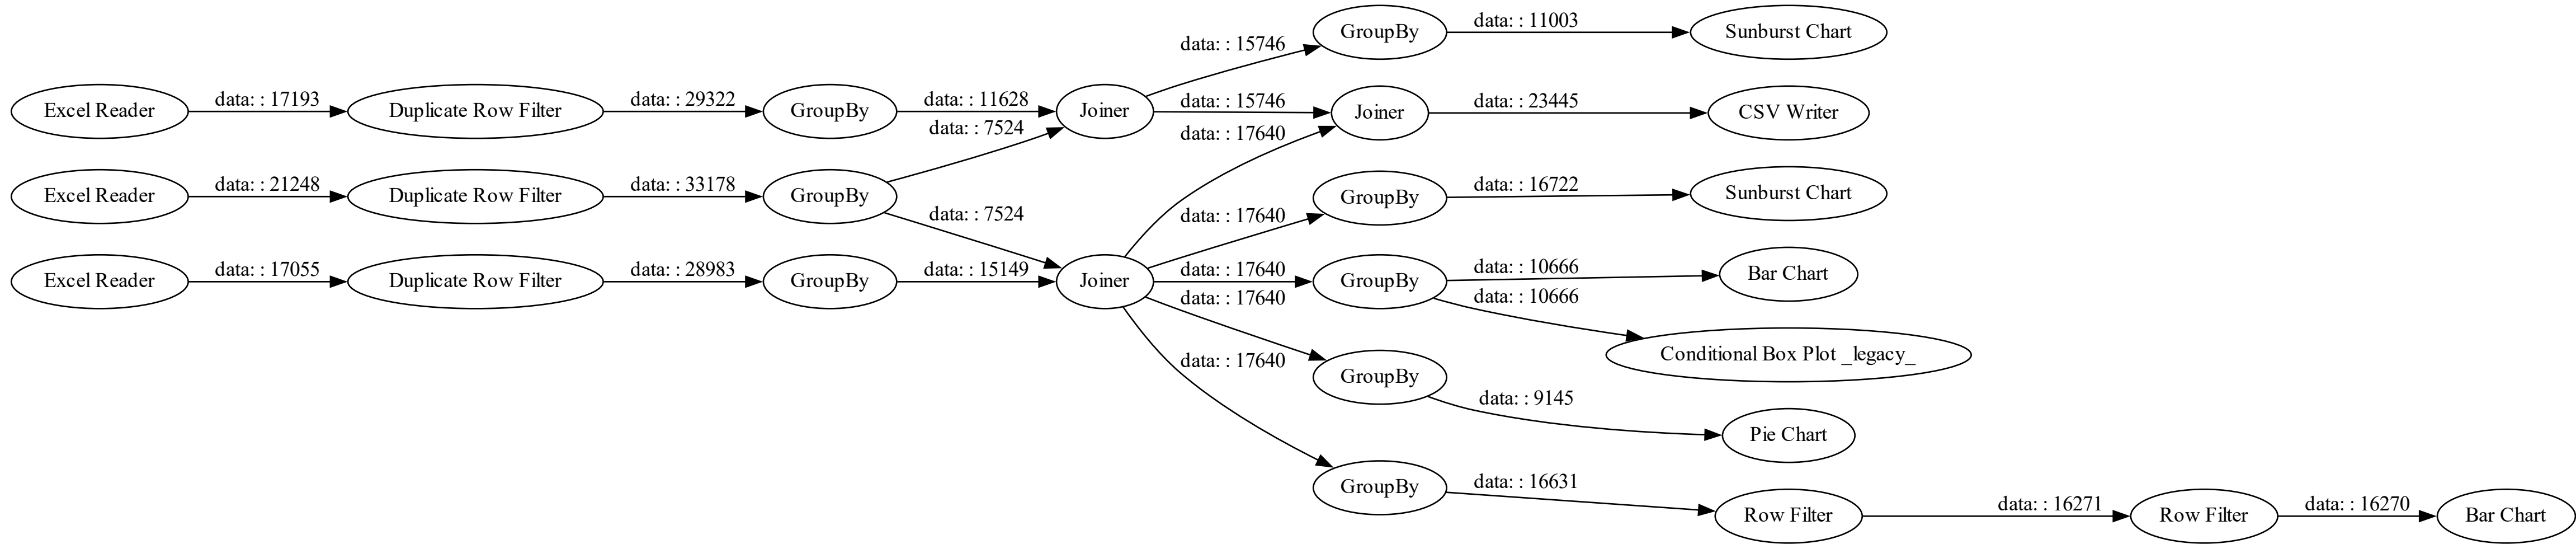 GroupBy
data: : 11003
Sunburst Chart
data: : 15746
Excel Reader
data: : 17193
Duplicate Row Filter
data: : 29322
GroupBy
data: : 11628
Joiner
data: : 15746
Joiner
data: : 23445
CSV Writer
data: : 7524
data: : 17640
Excel Reader
data: : 21248
Duplicate Row Filter
data: : 33178
GroupBy
data: : 7524
data: : 17640
GroupBy
data: : 16722
Sunburst Chart
Excel Reader
data: : 17055
Duplicate Row Filter
data: : 28983
GroupBy
data: : 15149
Joiner
data: : 17640
GroupBy
data: : 10666
Bar Chart
data: : 17640
data: : 10666
Conditional Box Plot _legacy_
data: : 17640
GroupBy
data: : 9145
Pie Chart
GroupBy
data: : 16631
Row Filter
data: : 16271
Row Filter
data: : 16270
Bar Chart